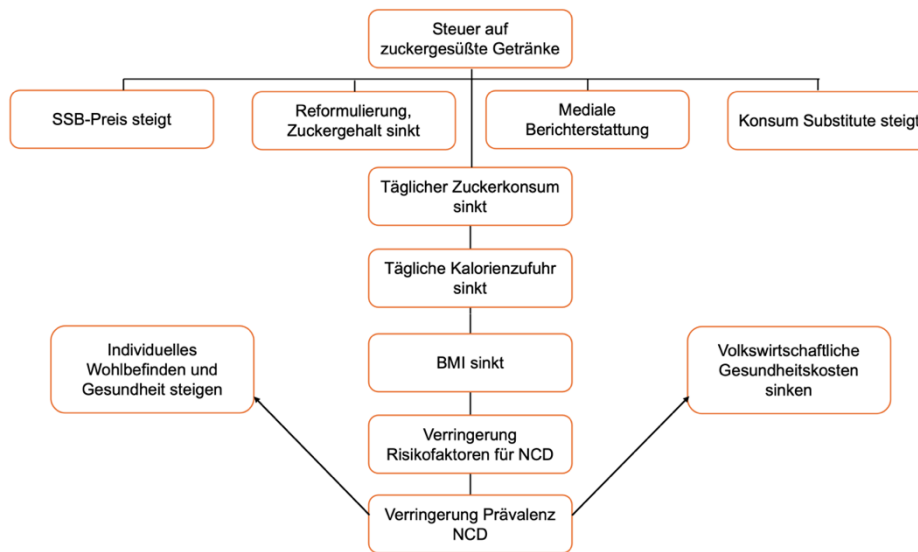 Steuer auf
zuckergesüßte Getränke
SSB-Preis steigt
Reformulierung,
Zuckergehalt sinkt
Mediale
Berichterstattung
Konsum Substitute steigt
Täglicher Zuckerkonsum
sinkt
Tägliche Kalorienzufuhr
sinkt
Individuelles
Wohlbefinden und
Gesundheit steigen
BMI sinkt
Volkswirtschaftliche
Gesundheitskosten
sinken
Verringerung
Risikofaktoren für NCD
Verringerung Prävalenz
NCD